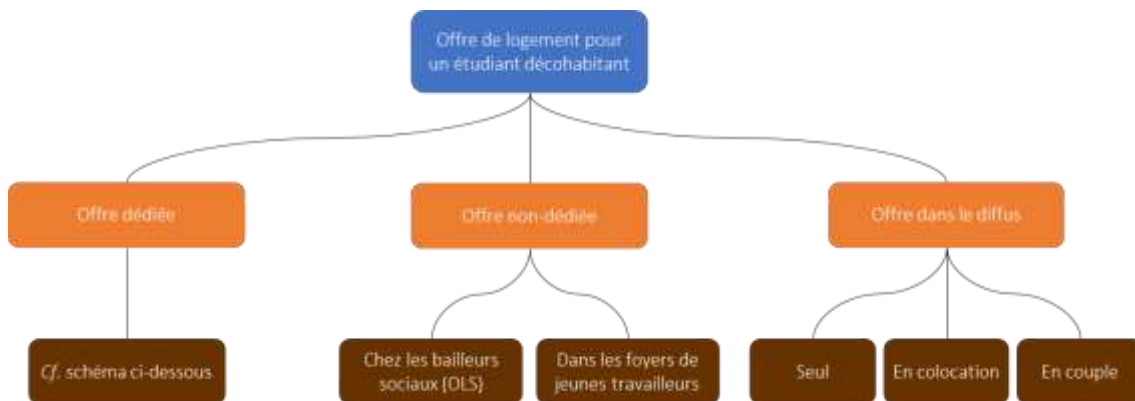 Offre de logement pour
un étudiant décohabitant
Offre dédiée
Offre non-dédiée
Offre dans le diffus
Cf. schéma ci-dessous
Chez les bailleurs
sociaux (OLS)
Dans les foyers de
jeunes travailleurs
Seul
En colocation
En couple